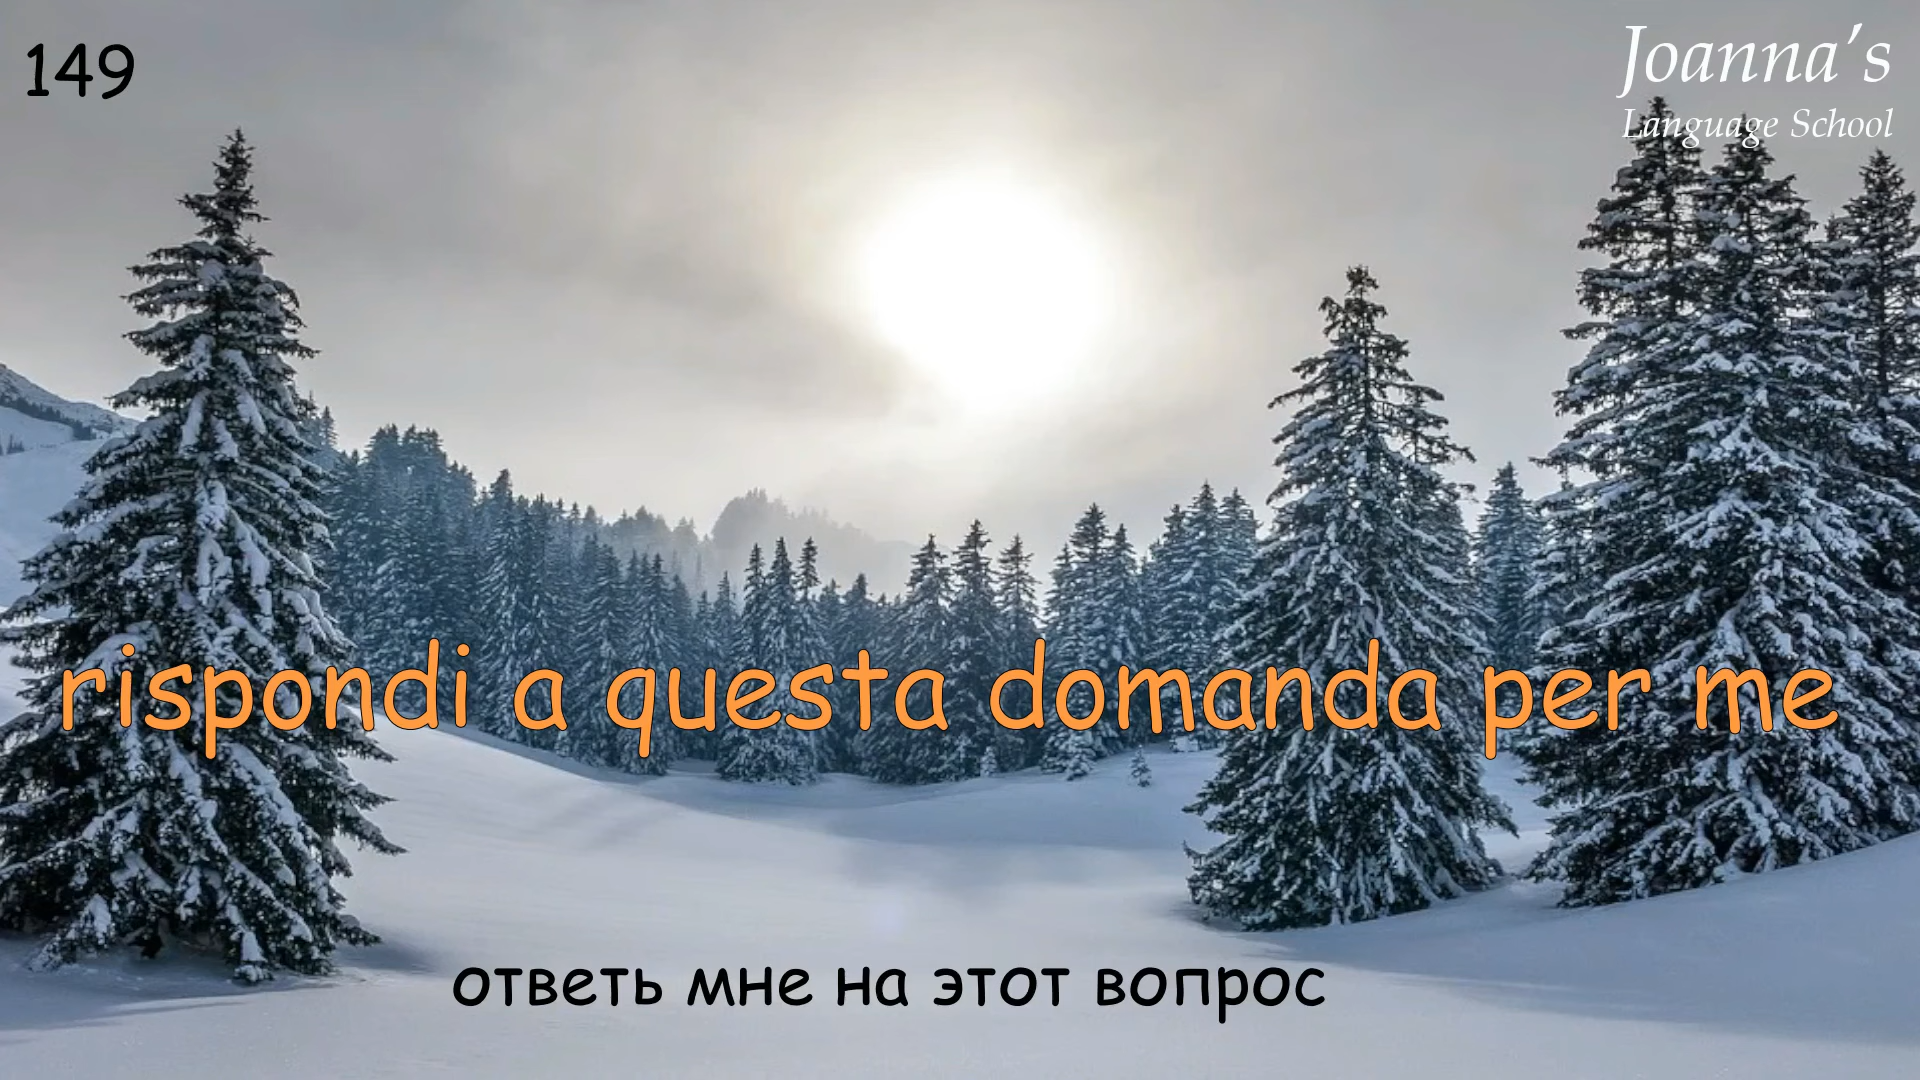 149
Joanna's
Language School
rispondi a questa domanda per me
ответь мне на этот вопрос